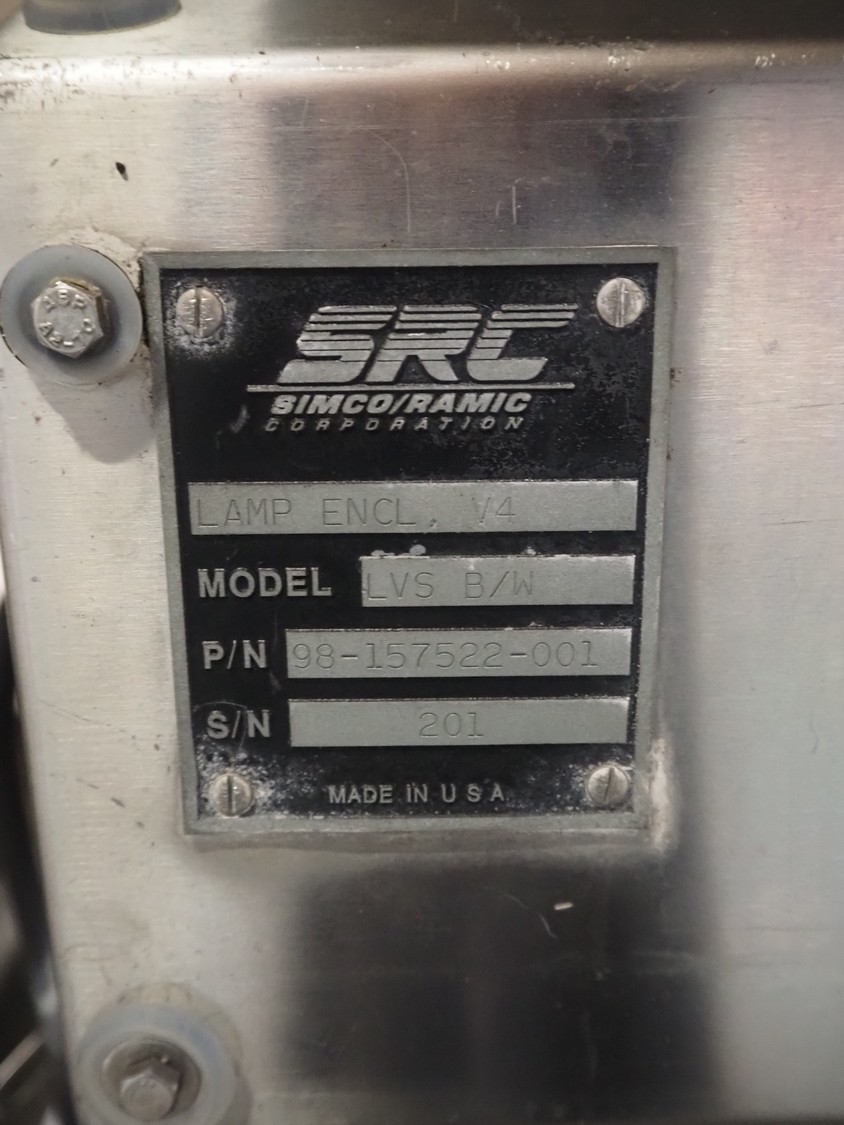 SRC
SIMCO/RAMIC
CORPORATION
LAMP ENCL, V4
MODEL LVS B/W
P/N 98-157522-001
S/N 201
MADE IN U S A